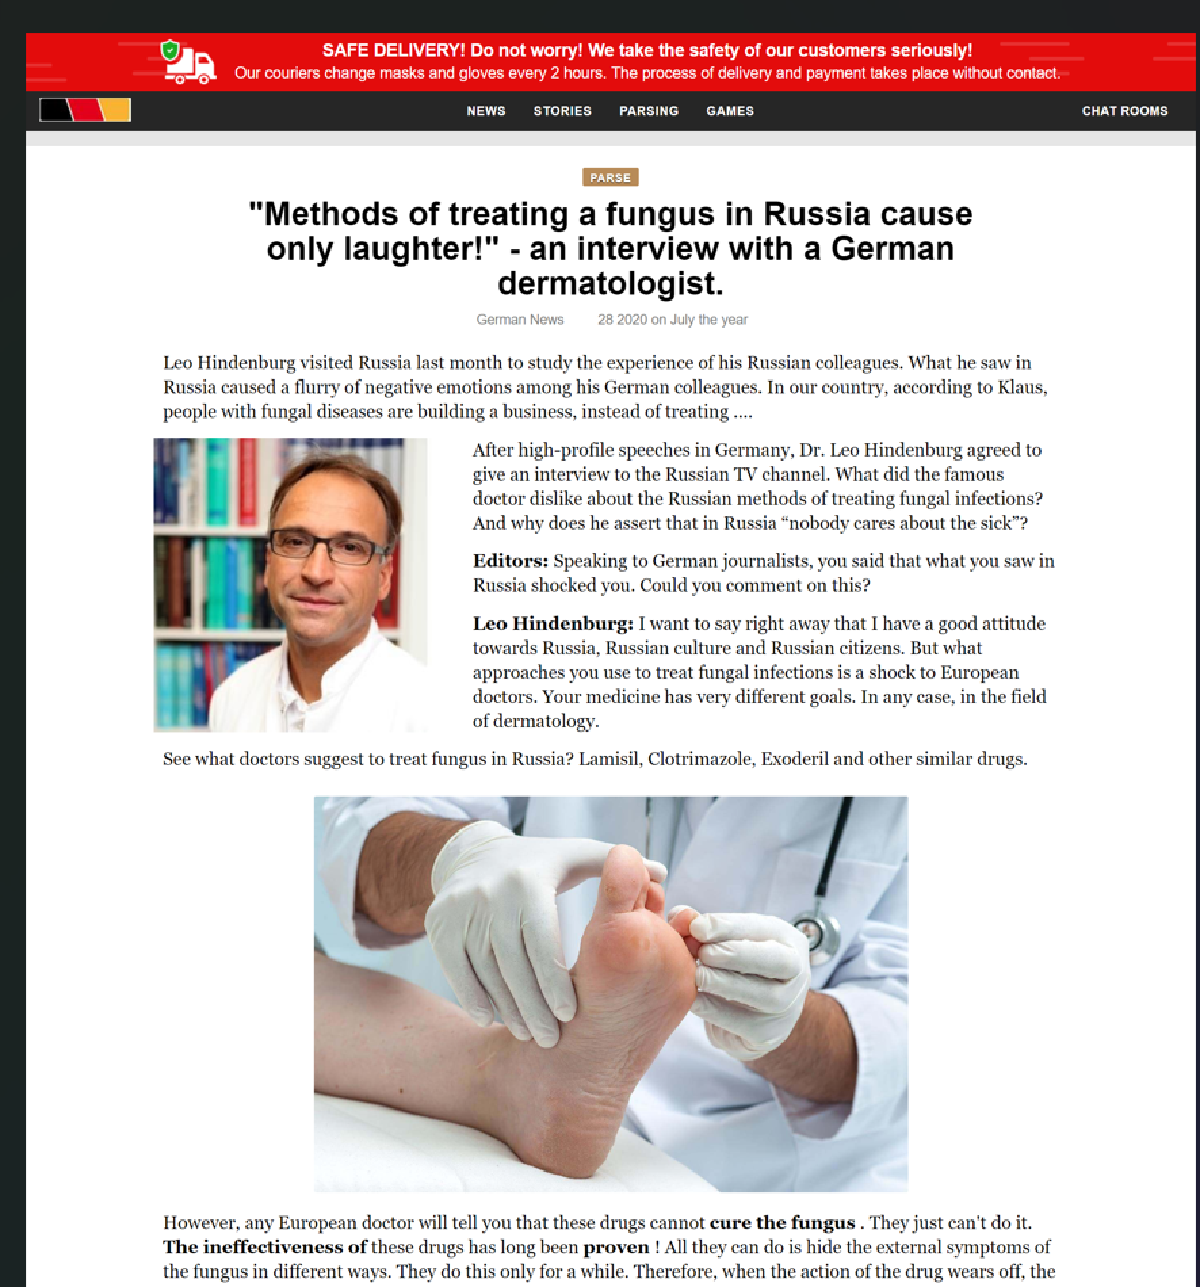 SAFE DELIVERY! Do not worry! We take the safety of our customers seriously!
Our couriers change masks and gloves every 2 hours. The process of delivery and payment takes place without contact.
NEWS STORIES PARSING GAMES CHAT ROOMS
PARSE
"Methods of treating a fungus in Russia cause
only laughter!" - an interview with a German
dermatologist.
German News 28 2020 on July the year
Leo Hindenburg visited Russia last month to study the experience of his Russian colleagues. What he saw in
Russia caused a flurry of negative emotions among his German colleagues. In our country, according to Klaus,
people with fungal diseases are building a business, instead of treating ....
After high-profile speeches in Germany, Dr. Leo Hindenburg agreed to
give an interview to the Russian TV channel. What did the famous
doctor dislike about the Russian methods of treating fungal infections?
And why does he assert that in Russia “nobody cares about the sick”?
Editors: Speaking to German journalists, you said that what you saw in
Russia shocked you. Could you comment on this?
Leo Hindenburg: I want to say right away that I have a good attitude
towards Russia, Russian culture and Russian citizens. But what
approaches you use to treat fungal infections is a shock to European
doctors. Your medicine has very different goals. In any case, in the field
of dermatology.
See what doctors suggest to treat fungus in Russia? Lamisil, Clotrimazole, Exoderil and other similar drugs.
However, any European doctor will tell you that these drugs cannot cure the fungus . They just can't do it.
The ineffectiveness of these drugs has long been proven ! All they can do is hide the external symptoms of
the fungus in different ways. They do this only for a while. Therefore, when the action of the drug wears off, the